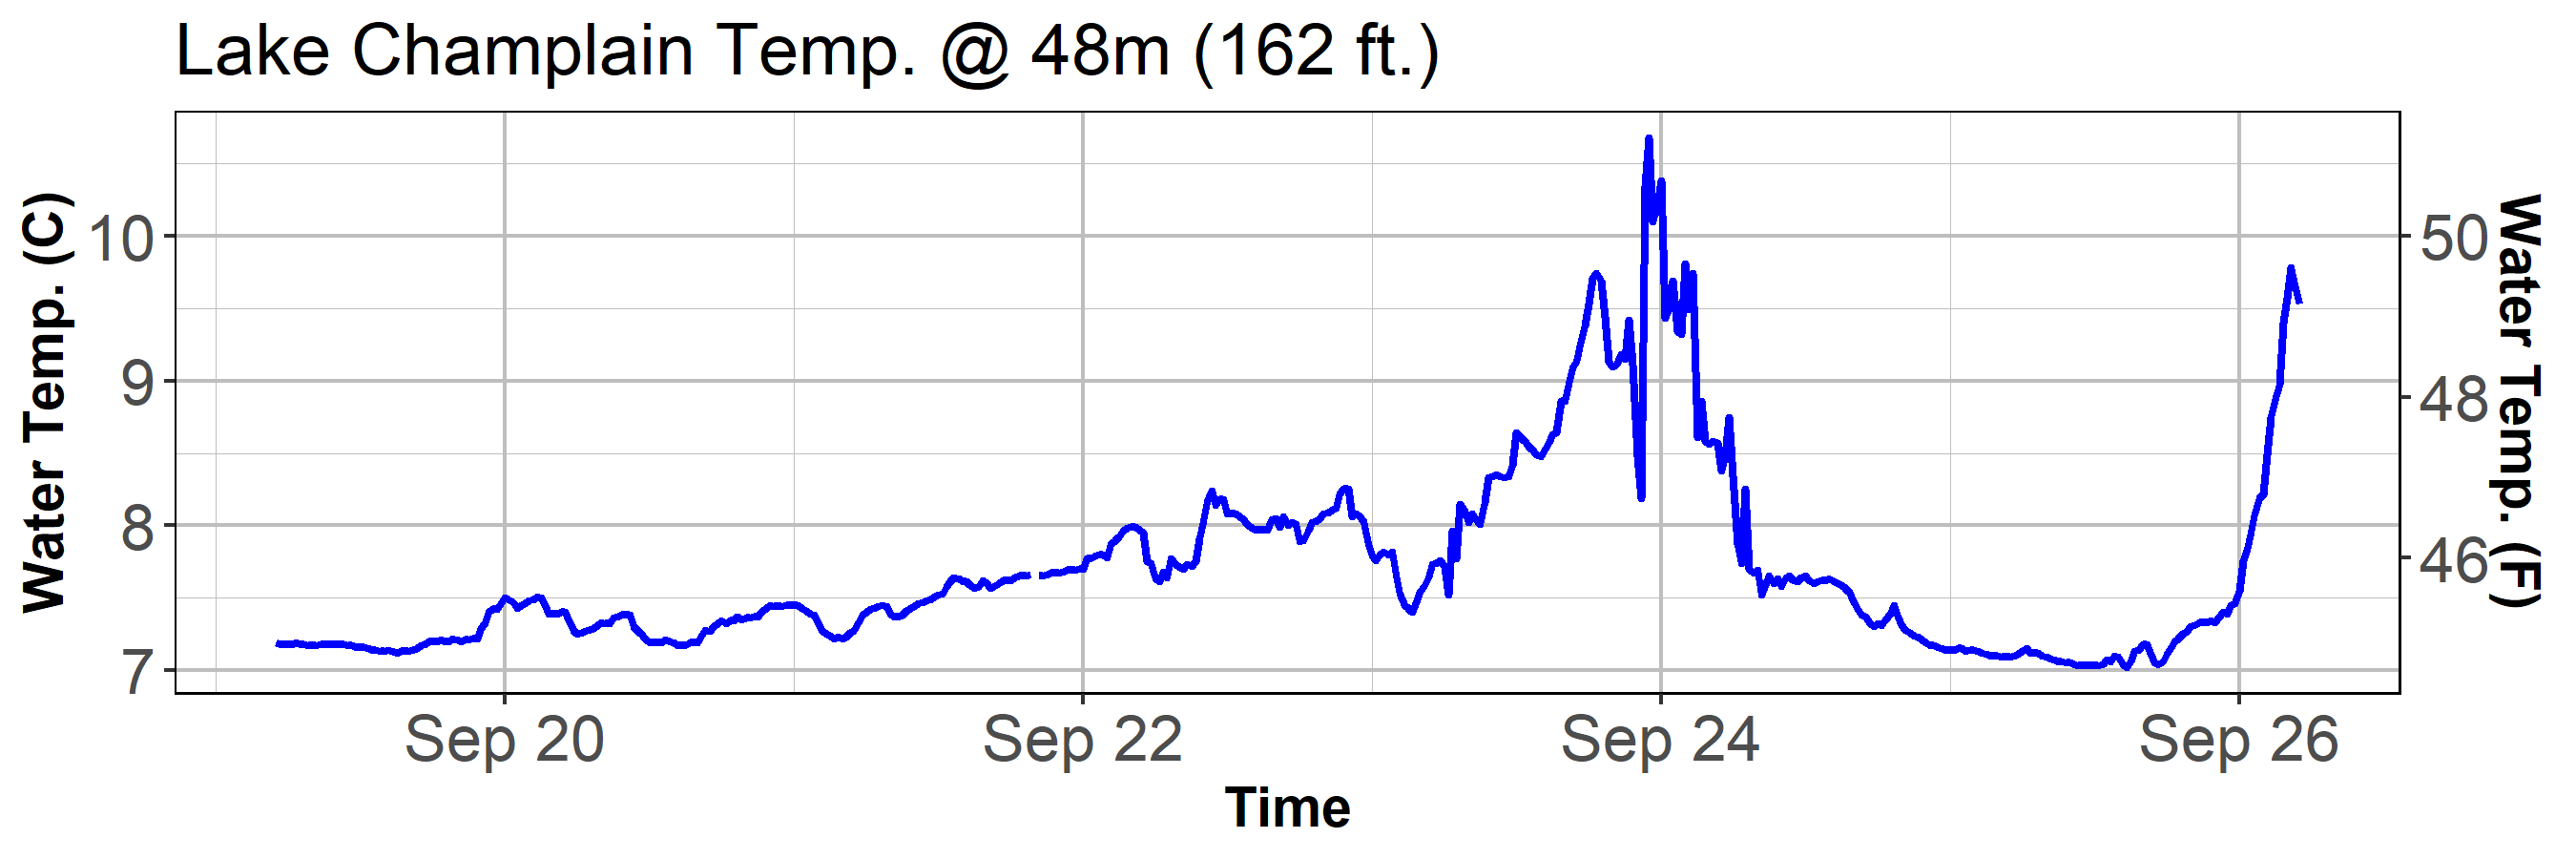 Lake Champlain Temp. @ 48m (162 ft.)
Water Temp. (C)
10
9
8
7
50
48
46
Water Temp. (F)
Sep 20 Sep 22 Sep 24 Sep 26
Time